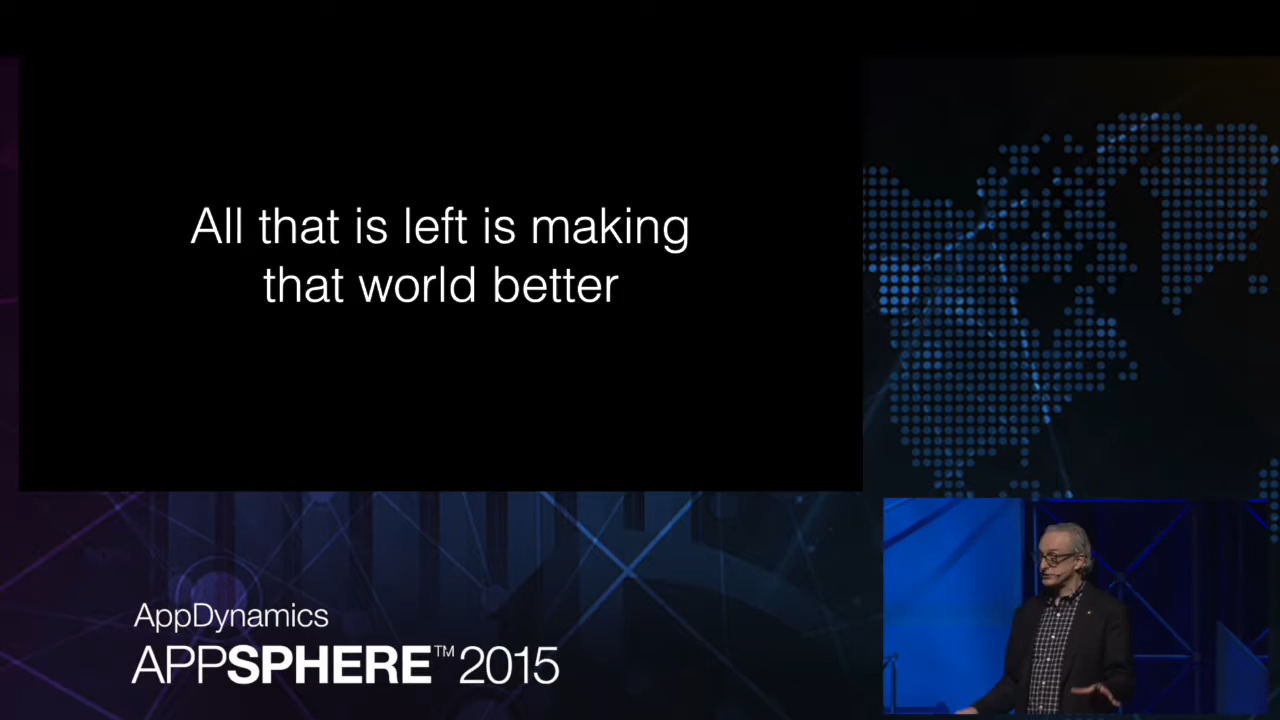 All that is left is making
that world better
AppDynamics
APPSPHERE™ 2015